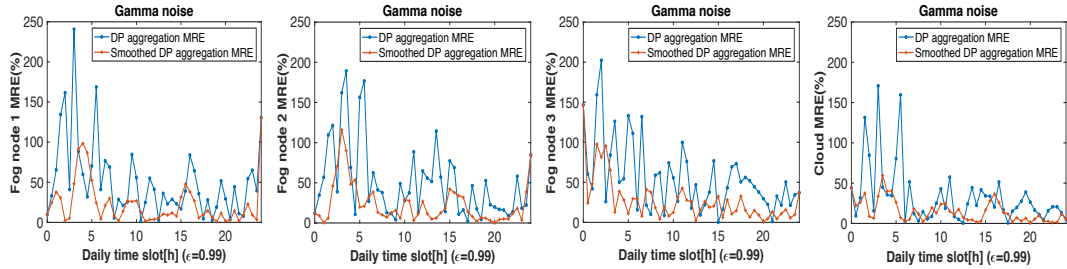 Gamma noise
Fog node 1 MRE(%)
DP aggregation MRE
Smoothed DP aggregation MRE
250
200
150
100
50
0
0 5 10 15 20
Daily time slot[h] (ϵ=0.99)
Gamma noise
Fog node 2 MRE(%)
DP aggregation MRE
Smoothed DP aggregation MRE
250
200
150
100
50
0
0 5 10 15 20
Daily time slot[h] (ϵ=0.99)
Gamma noise
Fog node 3 MRE(%)
DP aggregation MRE
Smoothed DP aggregation MRE
250
200
150
100
50
0
0 5 10 15 20
Daily time slot[h] (ϵ=0.99)
Gamma noise
Cloud MRE(%)
DP aggregation MRE
Smoothed DP aggregation MRE
250
200
150
100
50
0
0 5 10 15 20
Daily time slot[h] (ϵ=0.99)